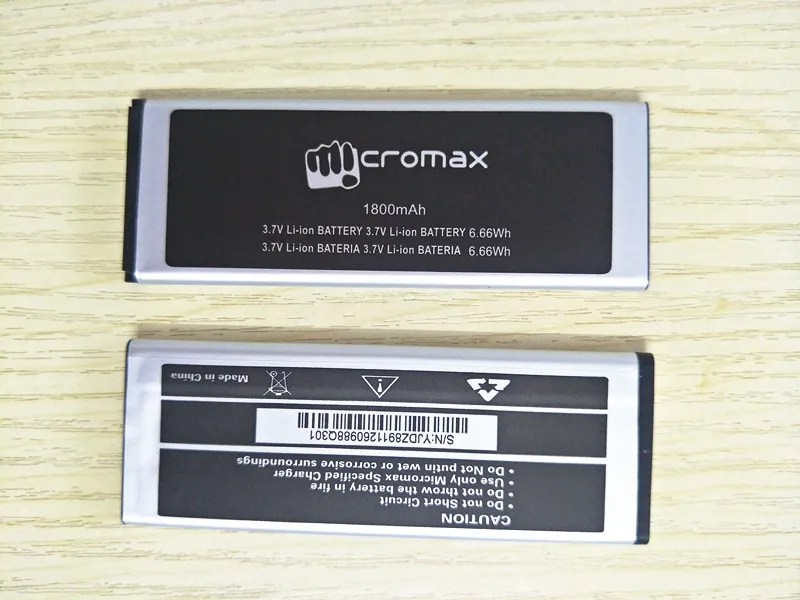 micromax
1800mAh
3.7V Li-ion BATTERY 3.7V Li-ion BATTERY 6.66Wh
3.7V Li-ion BATERIA 3.7V Li-ion BATERIA 6.66Wh
CAUTION
• Do not Short Circuit
• Do not throw the battery in fire
• Use only Micromax Specified Charger
• Do Not putin wet or corrosive surroundings
S/N:YJDZ8911260988Q301
Made in China